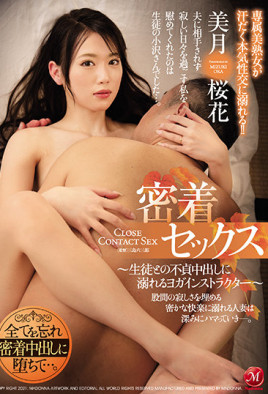 専属美熟女が
汗だく本気性交に溺れる!!
美月
桜花
MIZUKI
OKA
夫に相手されず
寂しい日々を過ごす私を
慰めてくれたのは
生徒の小沢さんでした…。
密着
CLOSE
CONTACT SEX
セックス
～生徒との不貞中出しに
溺れるヨガインストラクター～
股間の寂しさを埋める
密かな快楽に溺れる人妻は
深みにハマっていき―。
全てを忘れ
密着中出しに
堕ちて…。